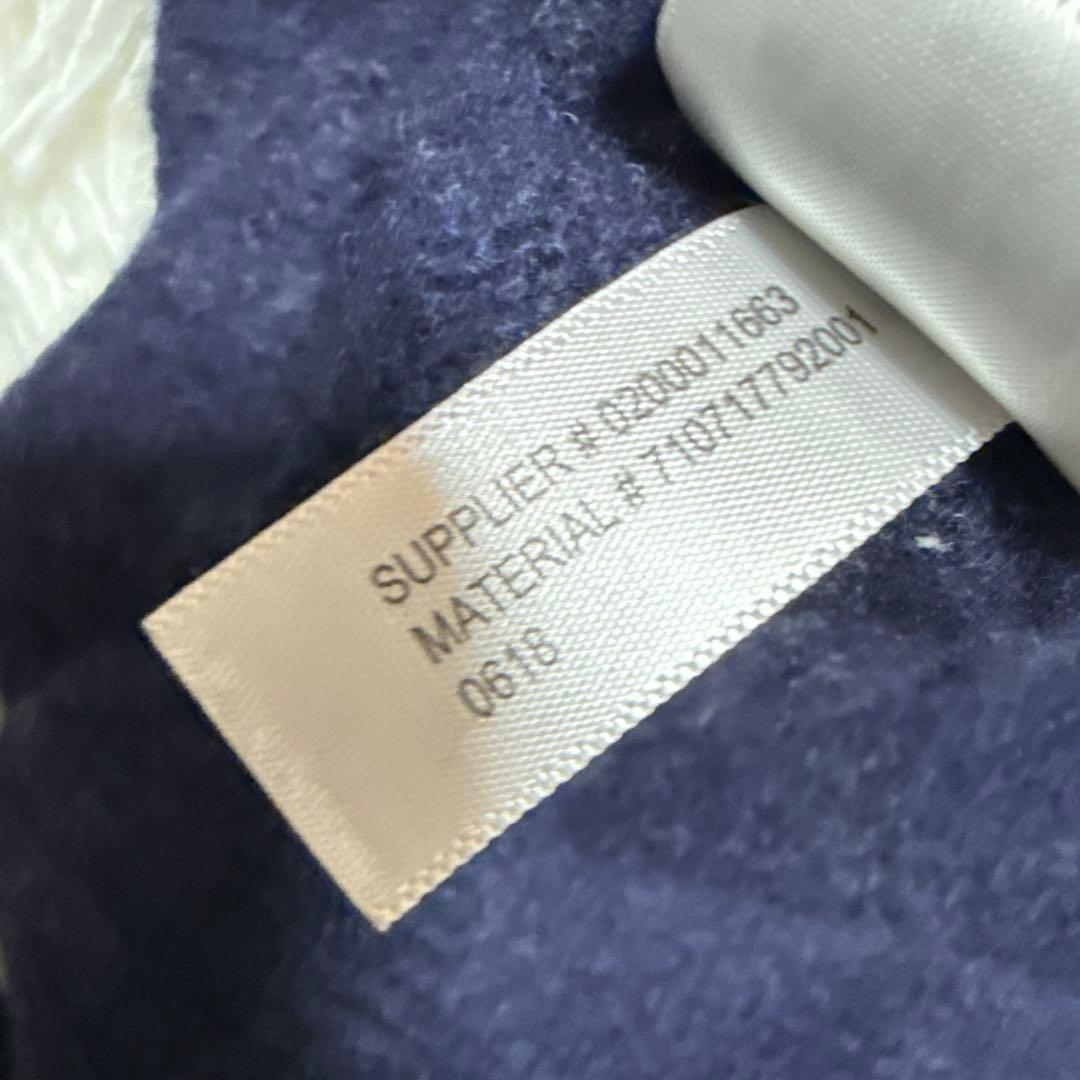 SUPPLIER # 0200011663
MATERIAL # 710717792001
0618